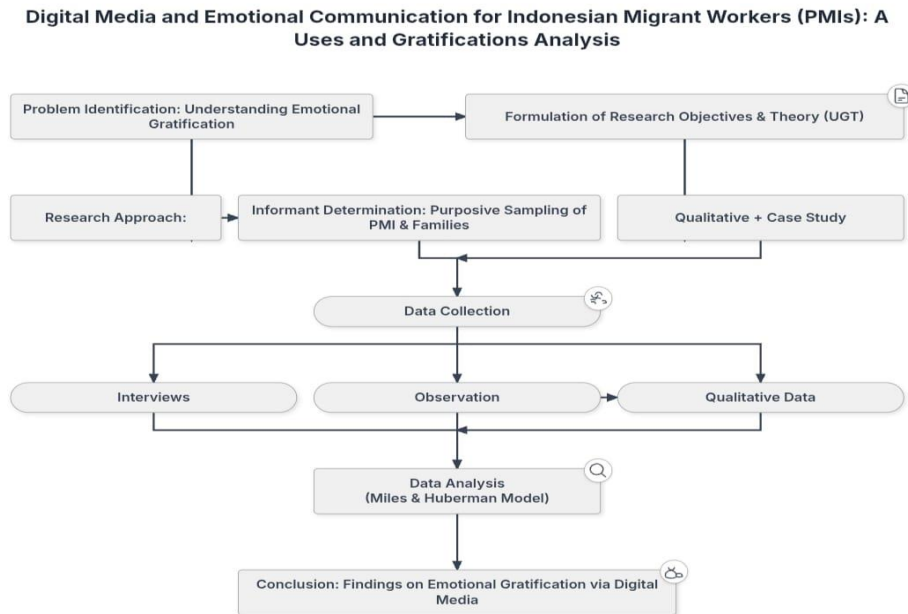 Digital Media and Emotional Communication for Indonesian Migrant Workers (PMIs): A
Uses and Gratifications Analysis
Problem Identification: Understanding Emotional
Gratification
Formulation of Research Objectives & Theory (UGT)
Research Approach:
Informant Determination: Purposive Sampling of
PMI & Families
Qualitative + Case Study
Data Collection
Interviews
Observation
Qualitative Data
Data Analysis
(Miles & Huberman Model)
Conclusion: Findings on Emotional Gratification via Digital
Media